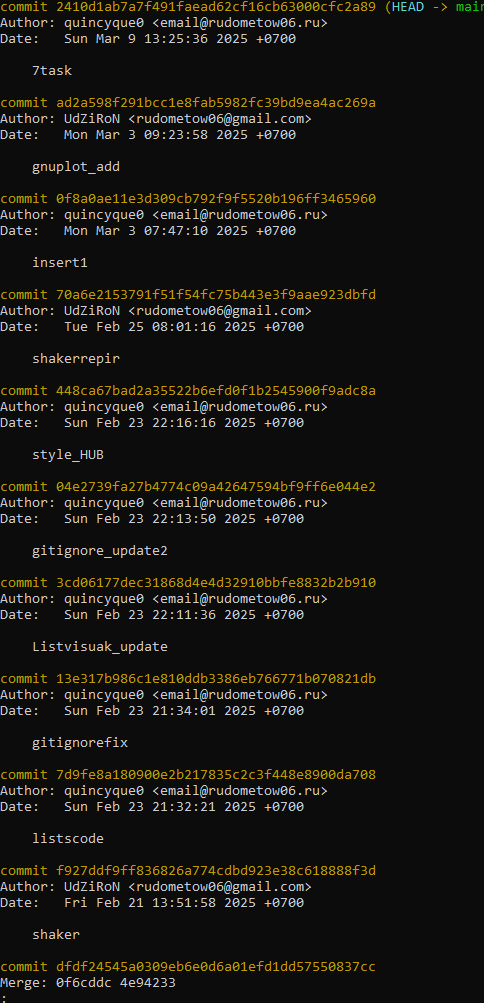 commit 2410d1ab7a7f491faead62cf16cb63000cfc2a89 (HEAD -> main
Author: quincyque0 <email@rudometow06.ru>
Date:   Sun Mar 9 13:25:36 2025 +0700
7task
commit ad2a598f291bcc1e8fab5982fc39bd9ea4ac269a
Author: UdZiRoN <rudometow06@gmail.com>
Date:   Mon Mar 3 09:23:58 2025 +0700
gnuplot_add
commit 0f8a0ae11e3d309cb792f9f5520b196ff3465960
Author: quincyque0 <email@rudometow06.ru>
Date:   Mon Mar 3 07:47:10 2025 +0700
insert1
commit 70a6e2153791f51f54fc75b443e3f9aae923dbfd
Author: UdZiRoN <rudometow06@gmail.com>
Date:   Tue Feb 25 08:01:16 2025 +0700
shakerrepir
commit 448ca67bad2a35522b6efd0f1b2545900f9adc8a
Author: quincyque0 <email@rudometow06.ru>
Date:   Sun Feb 23 22:16:16 2025 +0700
style_HUB
commit 04e2739fa27b4774c09a42647594bf9ff6e044e2
Author: quincyque0 <email@rudometow06.ru>
Date:   Sun Feb 23 22:13:50 2025 +0700
gitignore_update2
commit 3cd06177dec31868d4e4d32910bbfe8832b2b910
Author: quincyque0 <email@rudometow06.ru>
Date:   Sun Feb 23 22:11:36 2025 +0700
Listvisuak_update
commit 13e317b986c1e810ddb3386eb766771b070821db
Author: quincyque0 <email@rudometow06.ru>
Date:   Sun Feb 23 21:34:01 2025 +0700
gitignorefix
commit 7d9fe8a180900e2b217835c2c3f448e8900da708
Author: quincyque0 <email@rudometow06.ru>
Date:   Sun Feb 23 21:32:21 2025 +0700
listscode
commit f927ddf9ff836826a774cdbd923e38c618888f3d
Author: UdZiRoN <rudometow06@gmail.com>
Date:   Fri Feb 21 13:51:58 2025 +0700
shaker
commit dfdf24545a0309eb6e0d6a01efd1dd57550837cc
Merge: 0f6cddc 4e94233
: